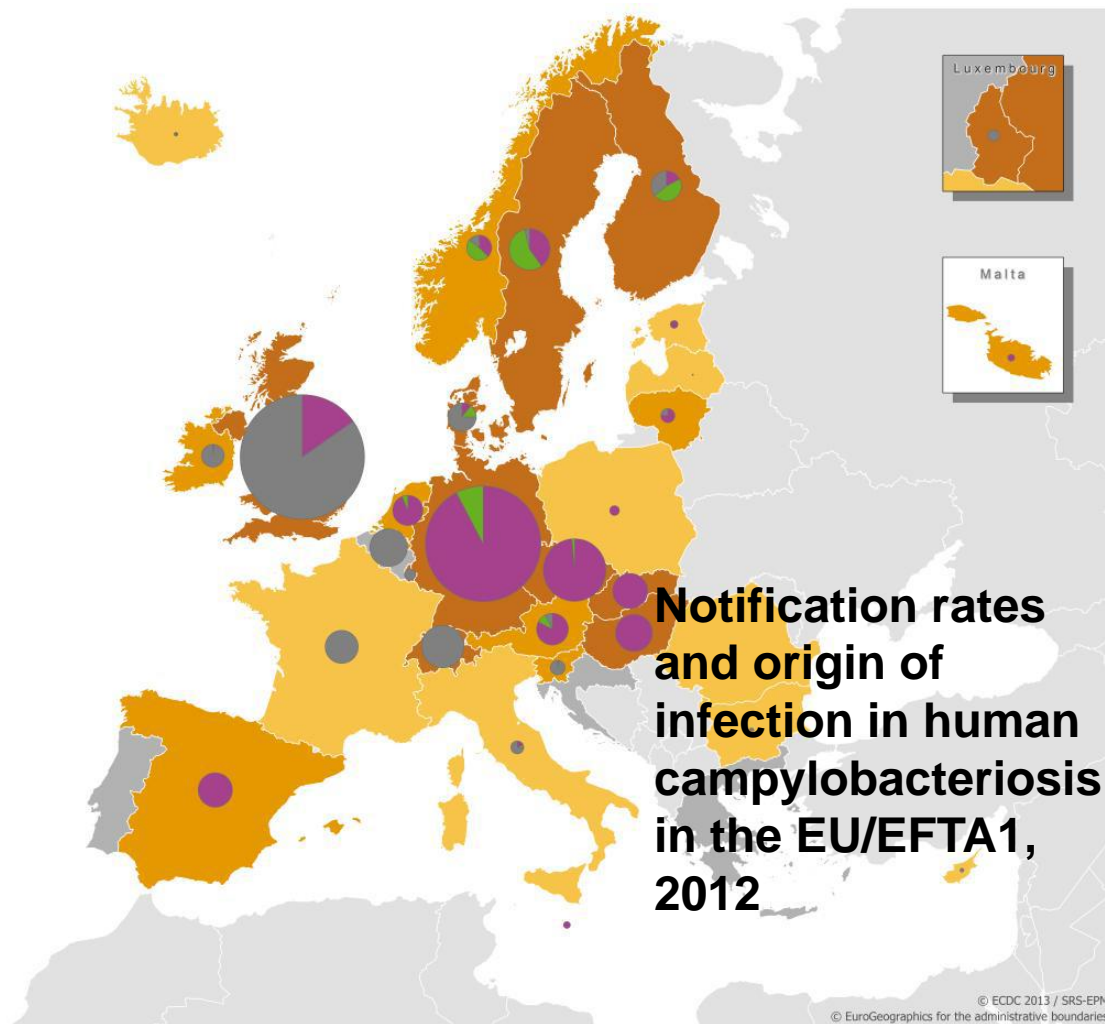 Luxembourg
Malta
Notification rates
and origin of
infection in human
campylobacteriosis
in the EU/EFTA1,
2012
© ECDC 2013 / SRS-EPM
© EuroGeographics for the administrative boundaries